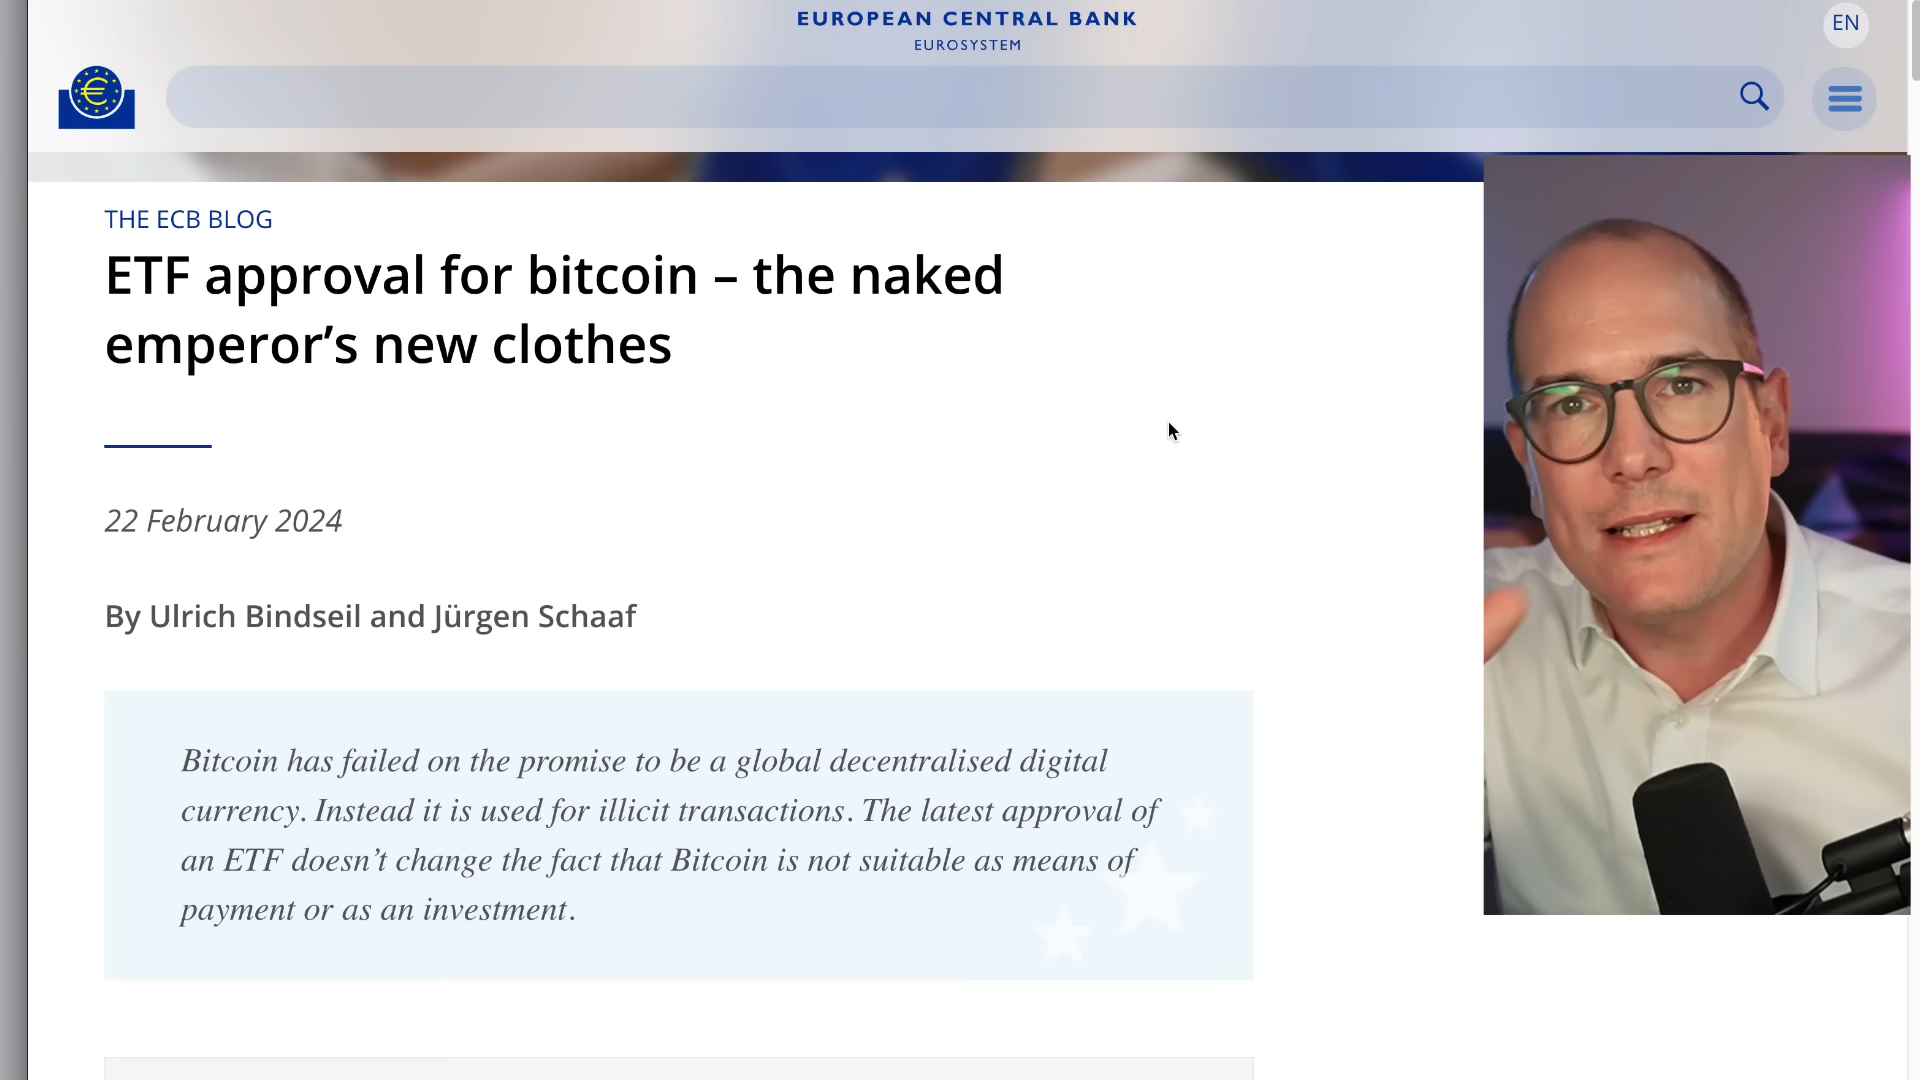 EUROPEAN CENTRAL BANK
EUROSYSTEM
EN
€
THE ECB BLOG
ETF approval for bitcoin – the naked
emperor’s new clothes
22 February 2024
By Ulrich Bindseil and Jürgen Schaaf
Bitcoin has failed on the promise to be a global decentralised digital
currency. Instead it is used for illicit transactions. The latest approval of
an ETF doesn’t change the fact that Bitcoin is not suitable as means of
payment or as an investment.